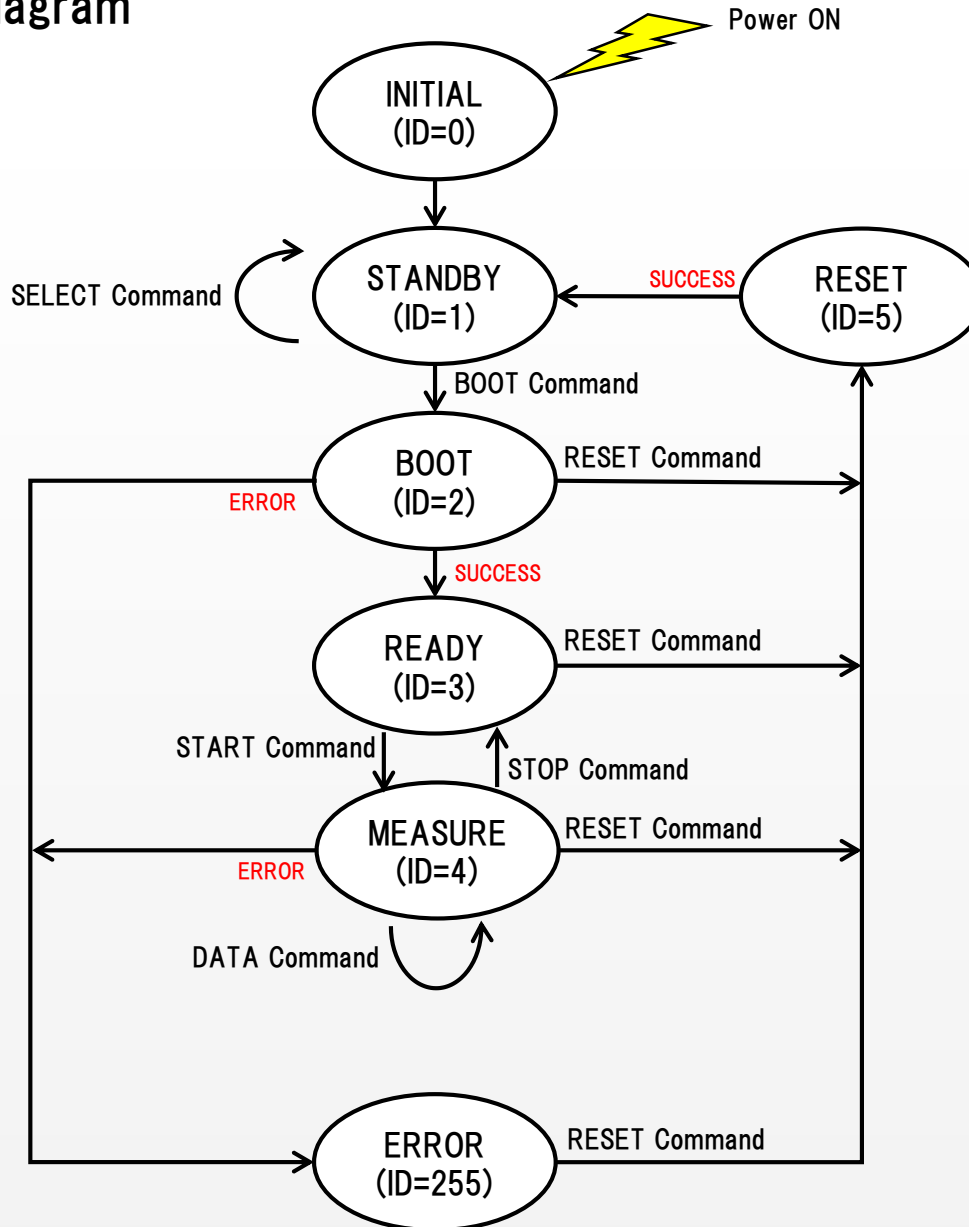 Power ON
INITIAL
(ID=0)
STANDBY
(ID=1)
SELECT Command
SUCCESS
RESET
(ID=5)
BOOT Command
BOOT
(ID=2)
RESET Command
ERROR
SUCCESS
READY
(ID=3)
RESET Command
START Command
STOP Command
MEASURE
(ID=4)
RESET Command
ERROR
DATA Command
ERROR
(ID=255)
RESET Command